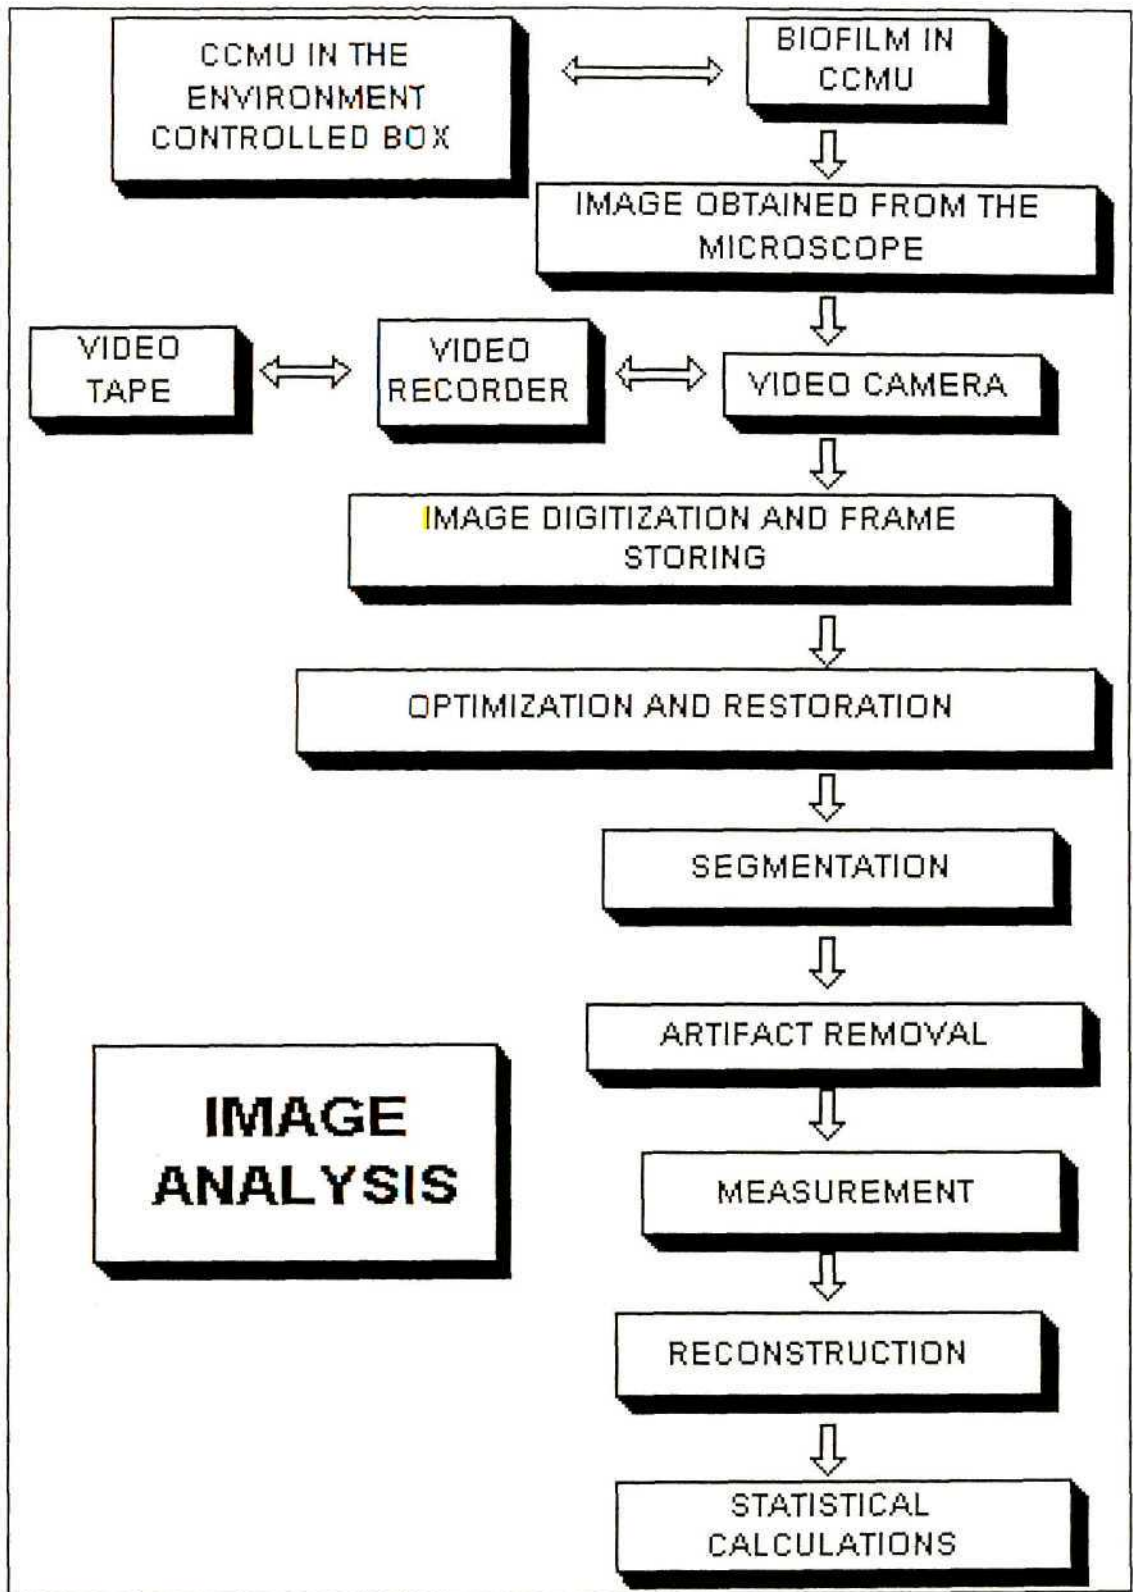 CCMU IN THE
ENVIRONMENT
CONTROLLED BOX
BIOFILM IN
CCMU
IMAGE OBTAINED FROM THE
MICROSCOPE
VIDEO
TAPE
VIDEO
RECORDER
VIDEO CAMERA
IMAGE DIGITIZATION AND FRAME
STORING
OPTIMIZATION AND RESTORATION
SEGMENTATION
ARTIFACT REMOVAL
IMAGE
ANALYSIS
MEASUREMENT
RECONSTRUCTION
STATISTICAL
CALCULATIONS